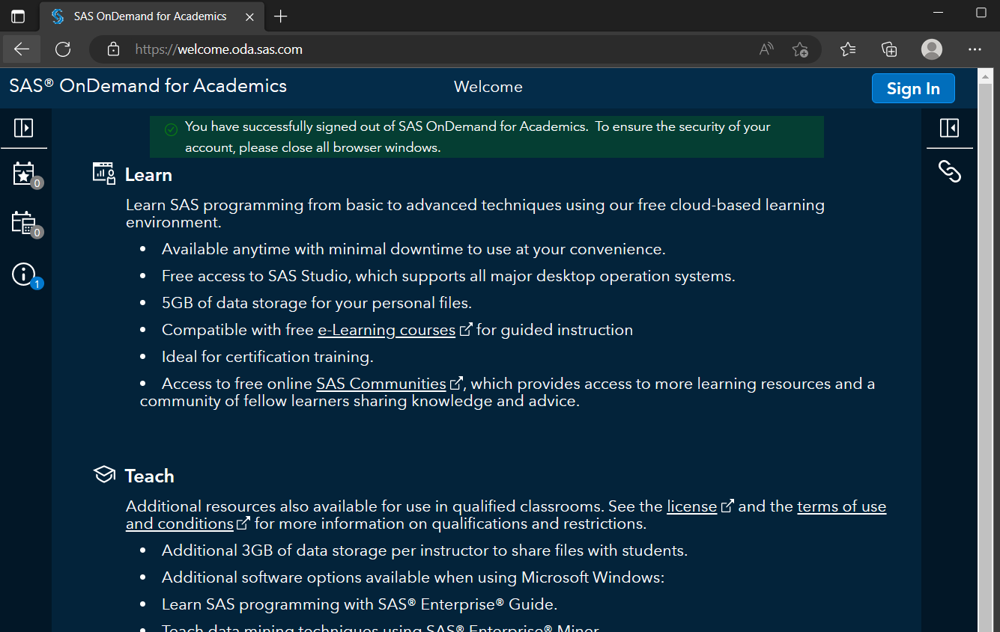 SAS OnDemand for Academics
https://welcome.oda.sas.com
SAS® OnDemand for Academics
Welcome
Sign In
You have successfully signed out of SAS OnDemand for Academics. To ensure the security of your
account, please close all browser windows.
0
0
1
Learn
Learn SAS programming from basic to advanced techniques using our free cloud-based learning
environment.
• Available anytime with minimal downtime to use at your convenience.
• Free access to SAS Studio, which supports all major desktop operation systems.
• 5GB of data storage for your personal files.
• Compatible with free e-Learning courses for guided instruction
• Ideal for certification training.
• Access to free online SAS Communities, which provides access to more learning resources and a
community of fellow learners sharing knowledge and advice.
Teach
Additional resources also available for use in qualified classrooms. See the license and the terms of use
and conditions for more information on qualifications and restrictions.
• Additional 3GB of data storage per instructor to share files with students.
• Additional software options available when using Microsoft Windows:
• Learn SAS programming with SAS® Enterprise® Guide.
• Teach data mining techniques using SAS® Enterprise® Miner